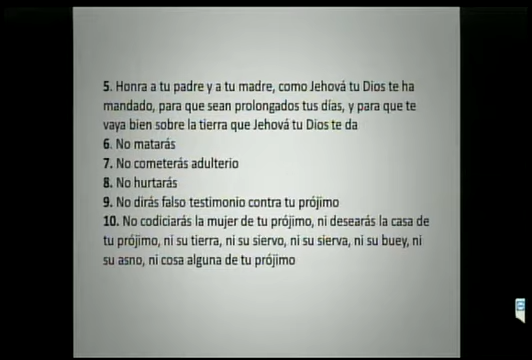 5. Honra a tu padre y a tu madre, como Jehová tu Dios te ha
mandado, para que sean prolongados tus días, y para que te
vaya bien sobre la tierra que Jehová tu Dios te da
6. No matarás
7. No cometerás adulterio
8. No hurtarás
9. No dirás falso testimonio contra tu prójimo
10. No codiciarás la mujer de tu prójimo, ni desearás la casa de
tu prójimo, ni su tierra, ni su siervo, ni su sierva, ni su buey, ni
su asno, ni cosa alguna de tu prójimo